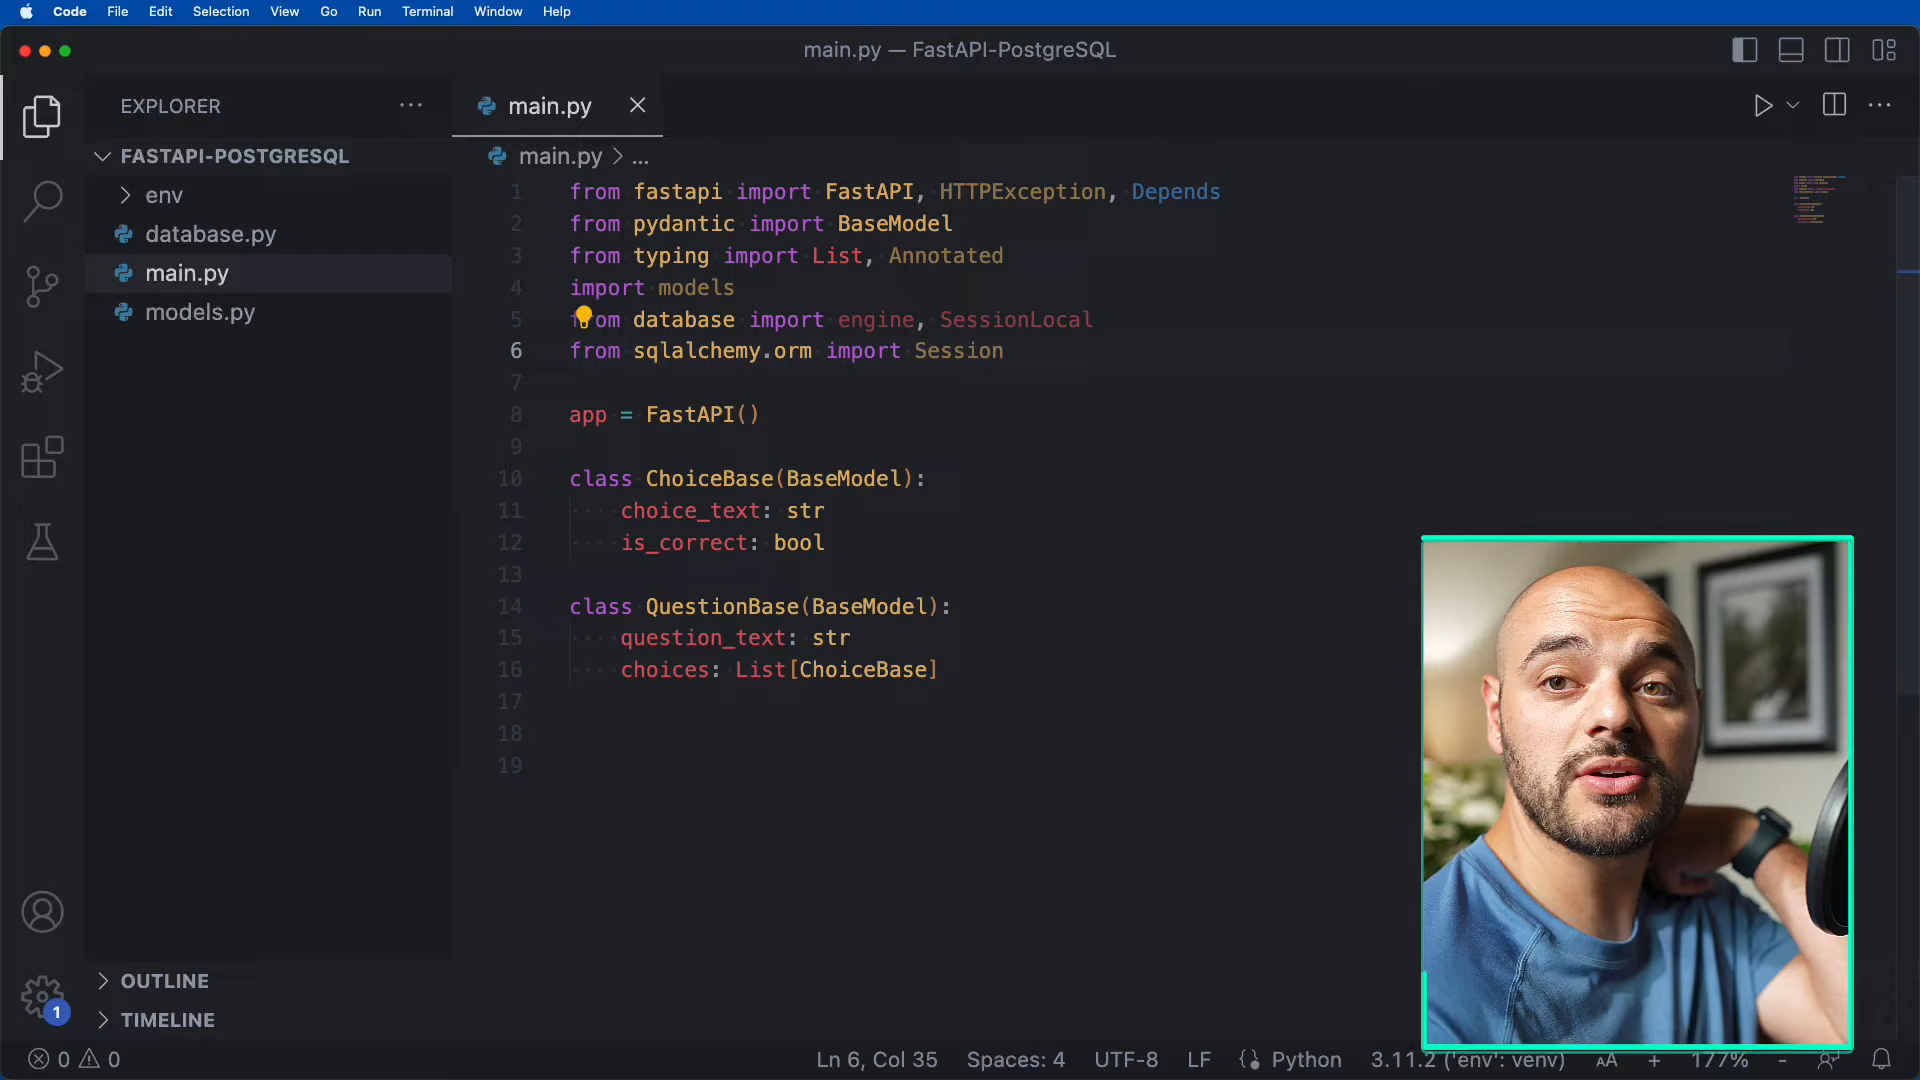 Code File Edit Selection View Go Run Terminal Window Help
main.py — FastAPI-PostgreSQL
EXPLORER
FASTAPI-POSTGRESQL
env
database.py
main.py
models.py
OUTLINE
TIMELINE
main.py
main.py > ...
1 from fastapi import FastAPI, HTTPException, Depends
2 from pydantic import BaseModel
3 from typing import List, Annotated
4 import models
5 from database import engine, SessionLocal
6 from sqlalchemy.orm import Session
7
8 app = FastAPI()
9
10 class ChoiceBase(BaseModel):
11 choice_text: str
12 is_correct: bool
13
14 class QuestionBase(BaseModel):
15 question_text: str
16 choices: List[ChoiceBase]
17
18
19
1
0 0 Ln 6, Col 35 Spaces: 4 UTF-8 LF Python 3.11.2 ('env': venv) AA + 177% -